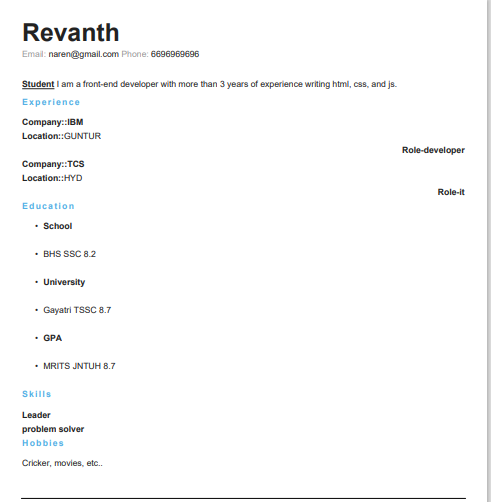 Revanth
Email: naren@gmail.com Phone: 6696969696
Student I am a front-end developer with more than 3 years of experience writing html, css, and js.
Experience
Company::IBM
Location::GUNTUR
Role-developer
Company::TCS
Location::HYD
Role-it
Education
• School
• BHS SSC 8.2
• University
• Gayatri TSSC 8.7
• GPA
• MRITS JNTUH 8.7
Skills
Leader
problem solver
Hobbies
Cricker, movies, etc..